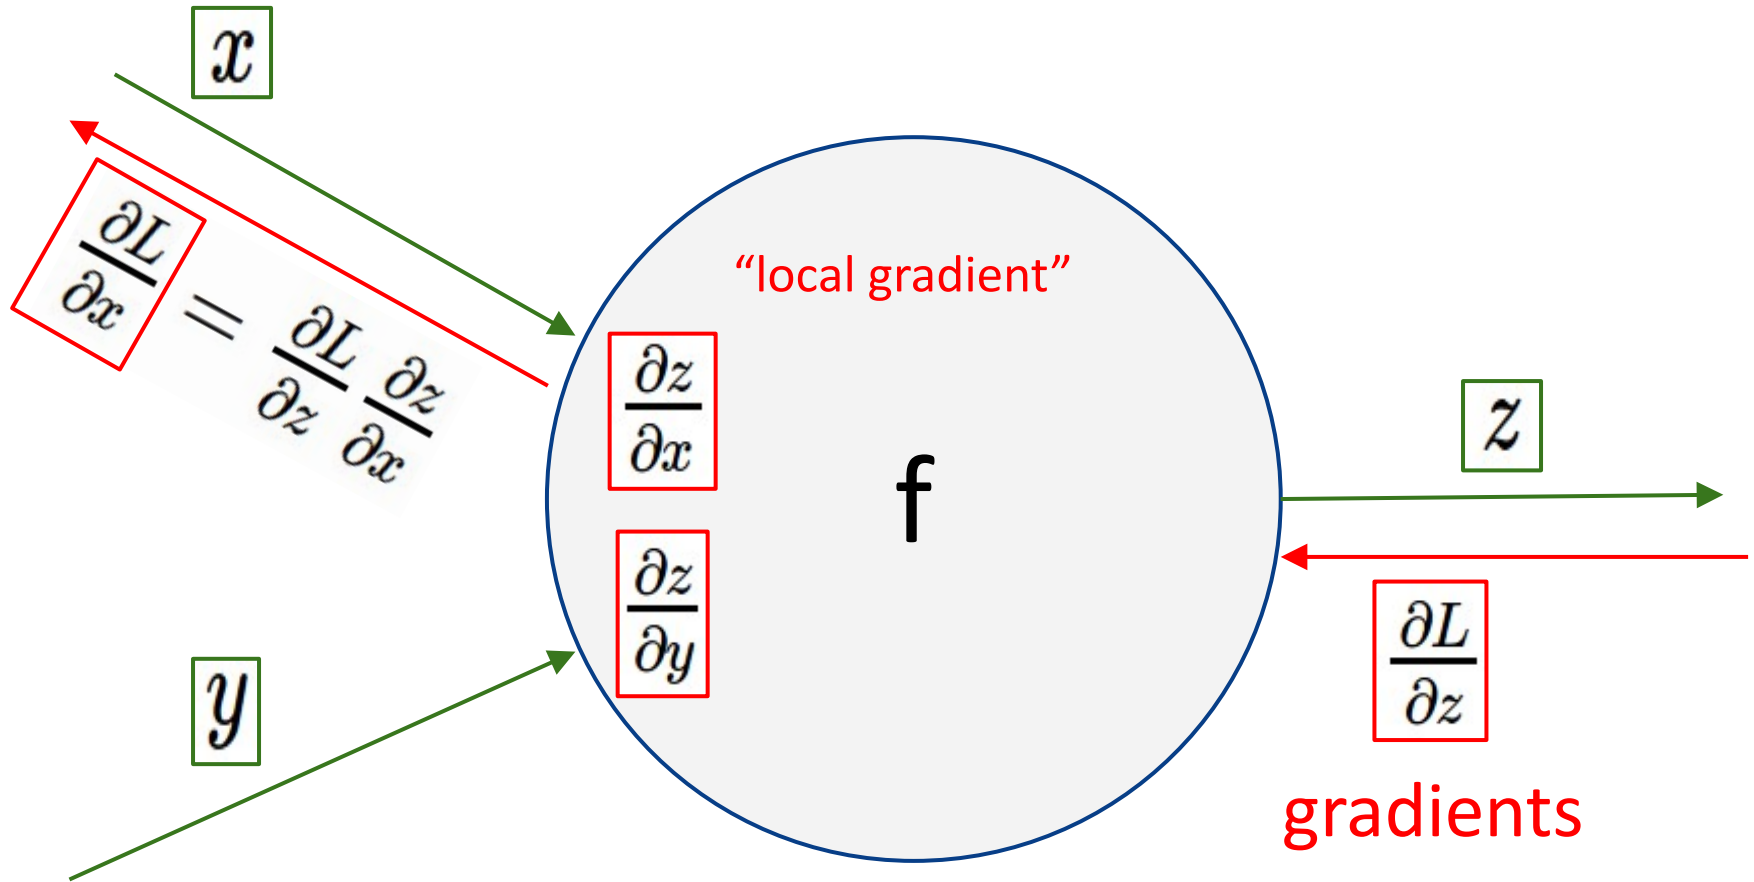 x
∂L/∂x = ∂L/∂z ∂z/∂x
“local gradient”
∂z/∂x
f
z
∂z/∂y
∂L/∂z
y
gradients